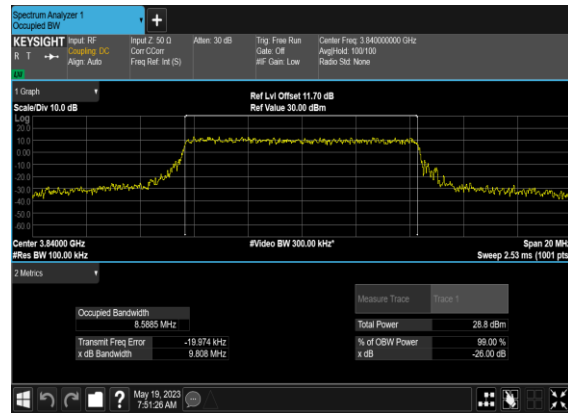 Spectrum Analyzer 1
Occupied BW
+
KEYSIGHT Input: RF Input Z: 50 Ω Atten: 30 dB Trig: Free Run Center Freq: 3.840000000 GHz
R T Coupling: DC Corr CCorr Gate: Off Avg|Hold: 100/100
Align: Auto Freq Ref: Int (S) #IF Gain: Low Radio Std: None
LXI
1 Graph Ref Lvl Offset 11.70 dB
Scale/Div 10.0 dB Ref Value 30.00 dBm
Log
20.0
10.0
0.00
-10.0
-20.0
-30.0
-40.0
-50.0
-60.0
Center 3.84000 GHz #Video BW 300.00 kHz* Span 20 MHz
#Res BW 100.00 kHz Sweep 2.53 ms (1001 pts
2 Metrics
Measure Trace Trace 1
Occupied Bandwidth
8.5885 MHz Total Power 28.8 dBm
Transmit Freq Error -19.974 kHz % of OBW Power 99.00 %
x dB Bandwidth 9.808 MHz x dB -26.00 dB
? May 19, 2023
7:51:26 AM